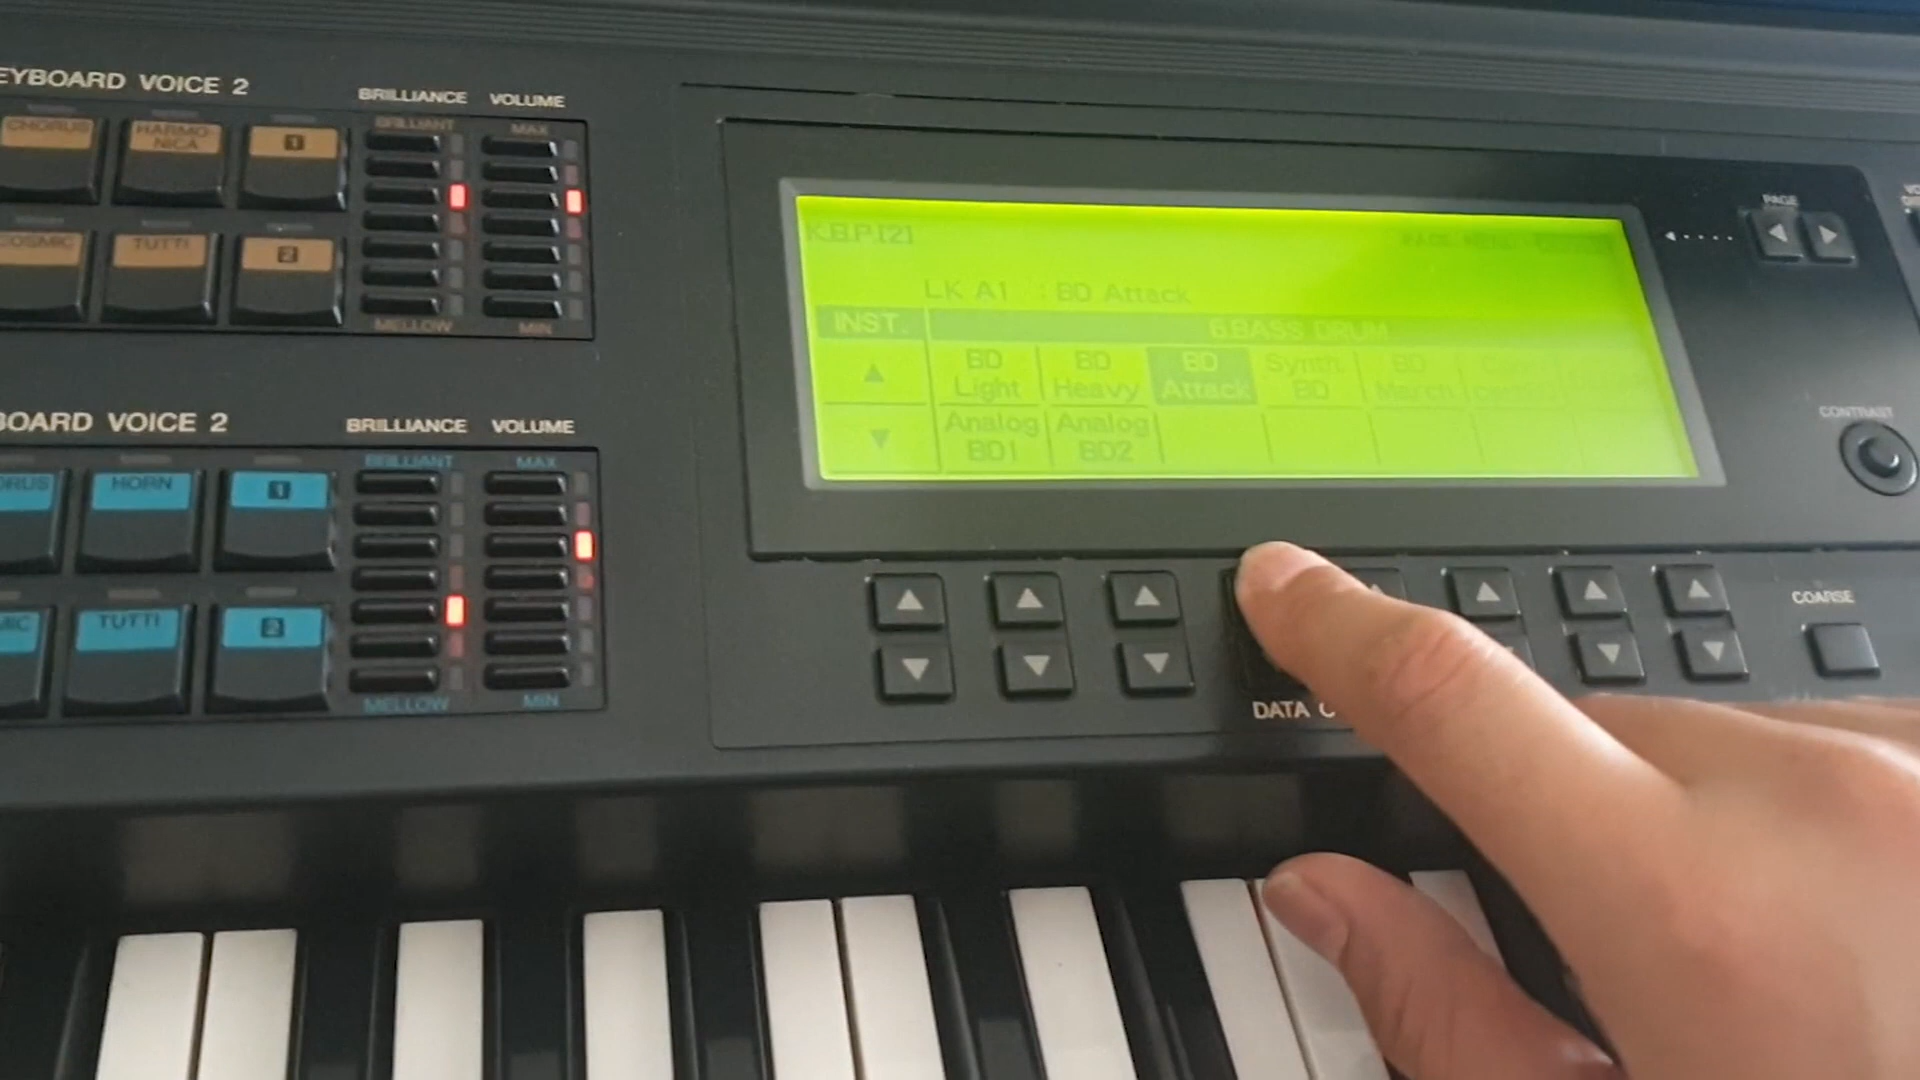 EYBOARD VOICE 2
BRILLIANCE VOLUME
BRILLIANT MAX
CHORUS HARMO-NICA 1
COSMIC TUTTI 2
MELLOW MIN
BOARD VOICE 2
BRILLIANCE VOLUME
BRILLIANT MAX
ORUS HORN 1
MIC TUTTI 2
MELLOW MIN
K.B.P.[2]
LK A1 : BD Attack
INST. 6.BASS DRUM
BD Light BD Heavy BD Attack Synth. BD BD March
Analog BD1 Analog BD2
PAGE
CONTRAST
COARSE
DATA C